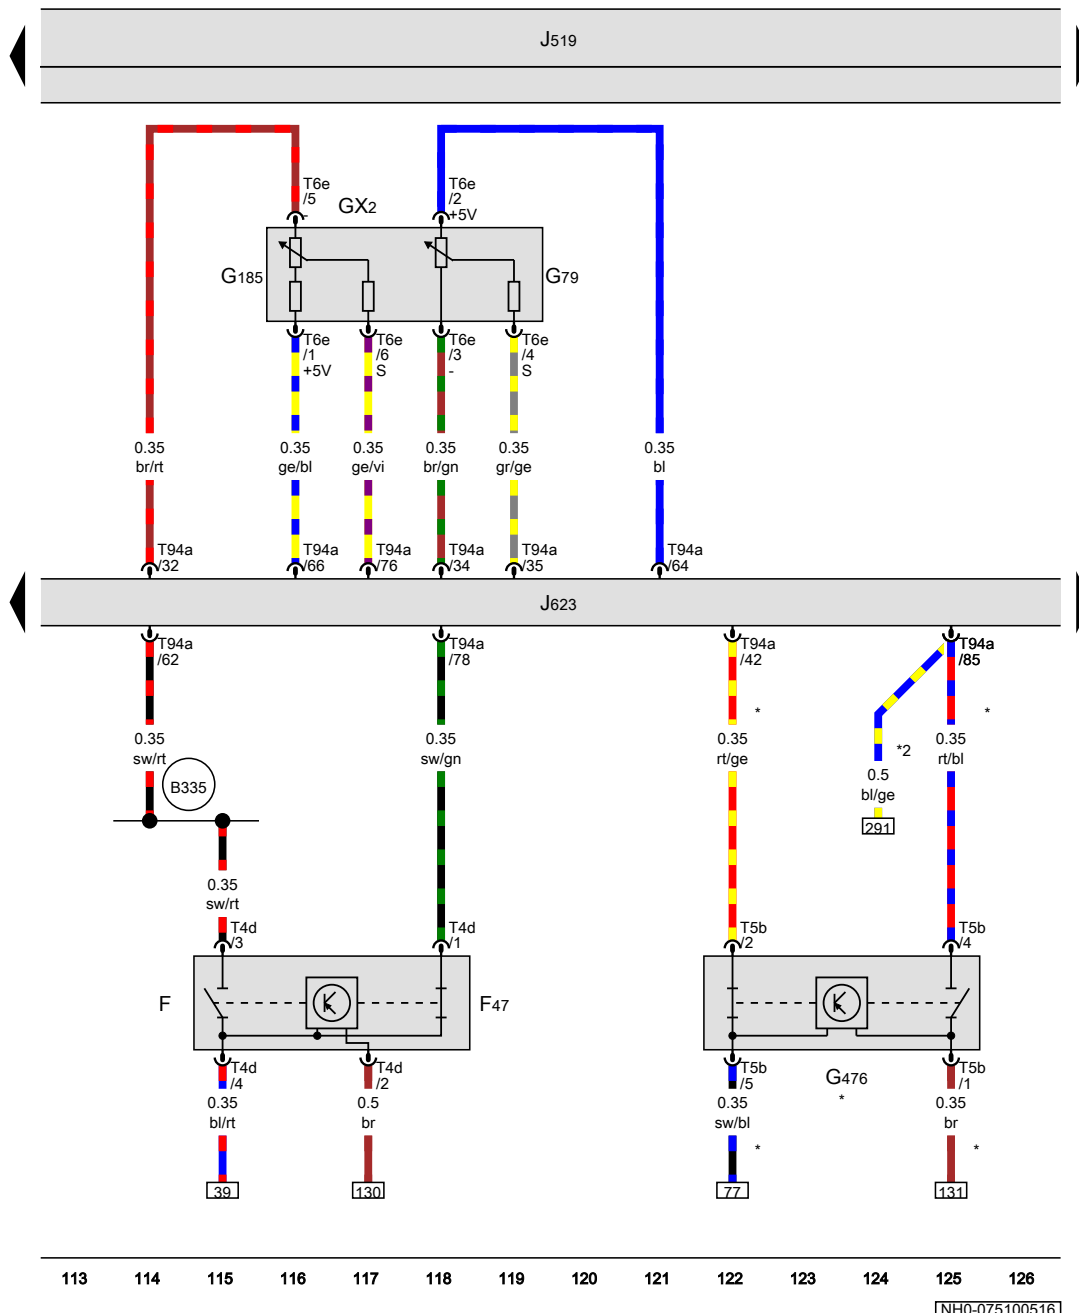 J519
T6e
/5
-
GX2
T6e
/2
+5V
G185
G79
T6e
/1
+5V
T6e
/6
S
T6e
/3
-
T6e
/4
S
0.35
br/rt
0.35
ge/bl
0.35
ge/vi
0.35
br/gn
0.35
gr/ge
0.35
bl
T94a
/32
T94a
/66
T94a
/76
T94a
/34
T94a
/35
T94a
/64
J623
T94a
/62
T94a
/78
T94a
/42
T94a
/85
*
*
0.35
sw/rt
0.35
sw/gn
0.35
rt/ge
*2
0.35
rt/bl
B335
0.5
bl/ge
291
0.35
sw/rt
T4d
/3
T4d
/1
T5b
/2
T5b
/4
F
F47
T4d
/4
T4d
/2
T5b
/5
G476
*
T5b
/1
0.35
bl/rt
0.5
br
0.35
sw/bl
*
0.35
br
*
39
130
77
131
113 114 115 116 117 118 119 120 121 122 123 124 125 126
NH0-075100516